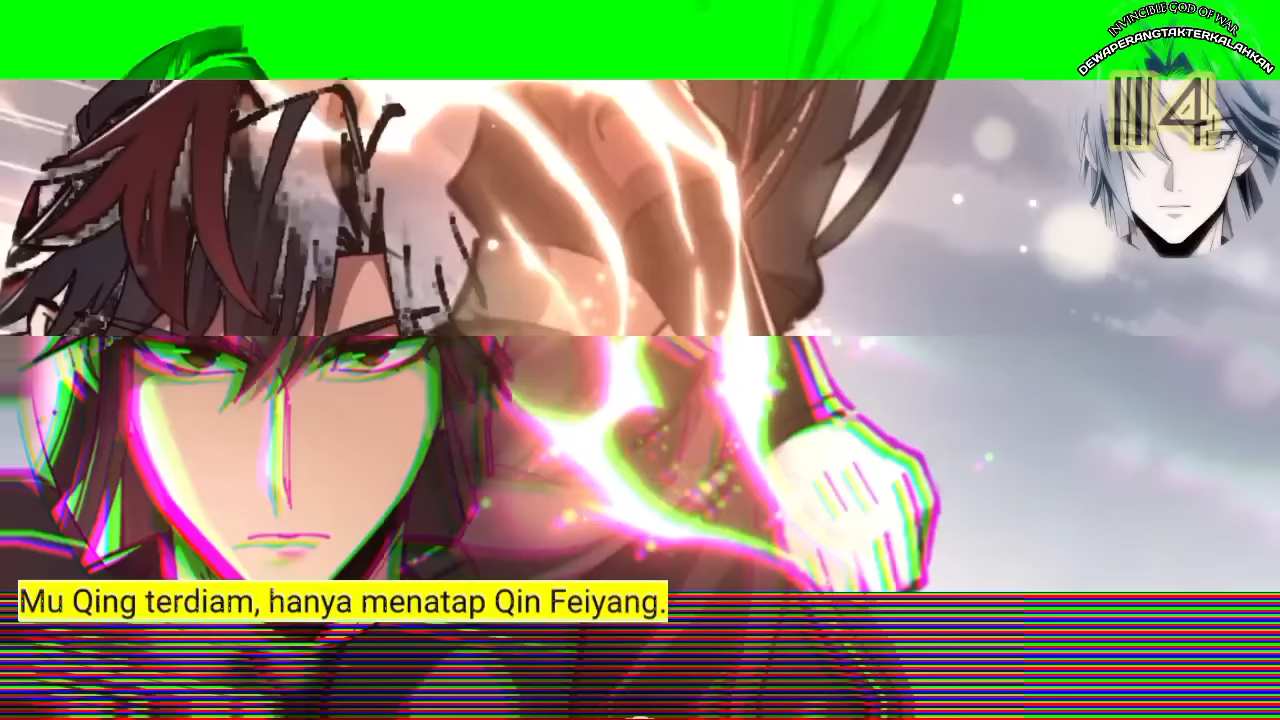 INVINCIBLE GOD OF WAR
DEWAPERANGTAKTERKALAHKAN
Mu Qing terdiam, hanya menatap Qin Feiyang.